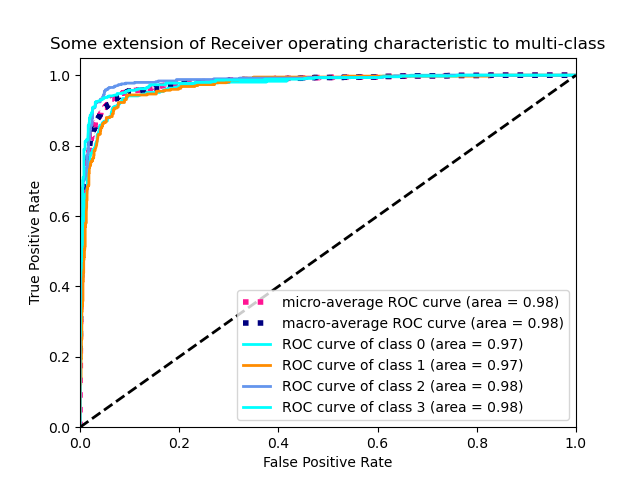 Some extension of Receiver operating characteristic to multi-class
1.0
0.8
0.6
0.4
0.2
0.0
True Positive Rate
micro-average ROC curve (area = 0.98)
macro-average ROC curve (area = 0.98)
ROC curve of class 0 (area = 0.97)
ROC curve of class 1 (area = 0.97)
ROC curve of class 2 (area = 0.98)
ROC curve of class 3 (area = 0.98)
0.0 0.2 0.4 0.6 0.8 1.0
False Positive Rate